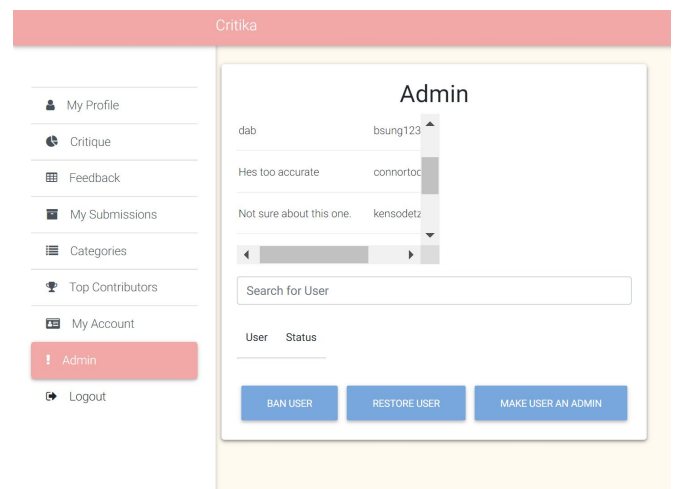 Critika
My Profile
Critique
Feedback
My Submissions
Categories
Top Contributors
My Account
Admin
Logout
Admin
dab bsung123
Hes too accurate connortoc
Not sure about this one. kensodetz
Search for User
User Status
BAN USER RESTORE USER MAKE USER AN ADMIN